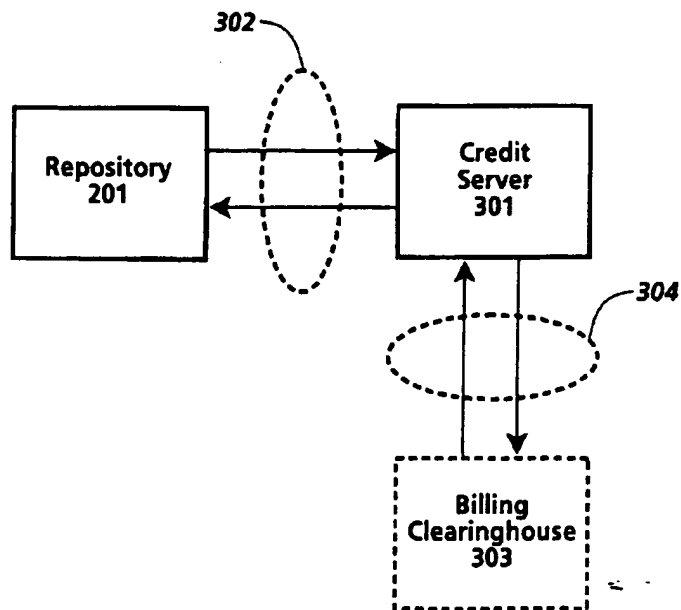 302
Repository
201
Credit
Server
301
304
Billing
Clearinghouse
303